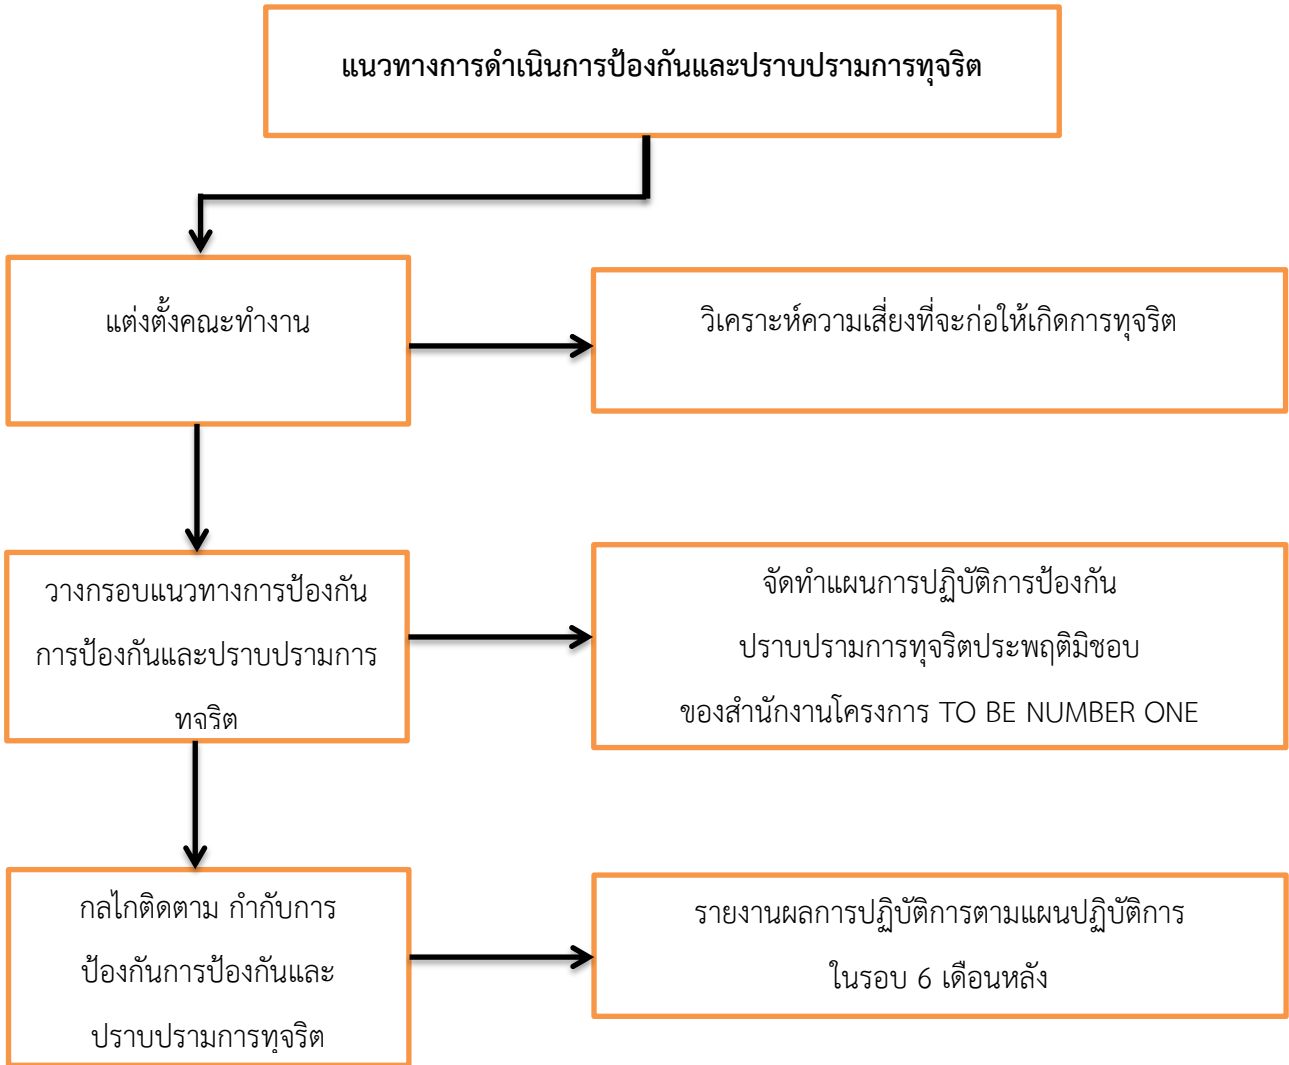 แนวทางการดำเนินการป้องกันและปราบปรามการทุจริต
แต่งตั้งคณะทำงาน
วิเคราะห์ความเสี่ยงที่จะก่อให้เกิดการทุจริต
วางกรอบแนวทางการป้องกัน
การป้องกันและปราบปรามการ
ทุจริต
จัดทำแผนการปฏิบัติการป้องกัน
ปราบปรามการทุจริตประพฤติมิชอบ
ของสำนักงานโครงการ TO BE NUMBER ONE
กลไกติดตาม กำกับการ
ป้องกันการป้องกันและ
ปราบปรามการทุจริต
รายงานผลการปฏิบัติการตามแผนปฏิบัติการ
ในรอบ 6 เดือนหลัง